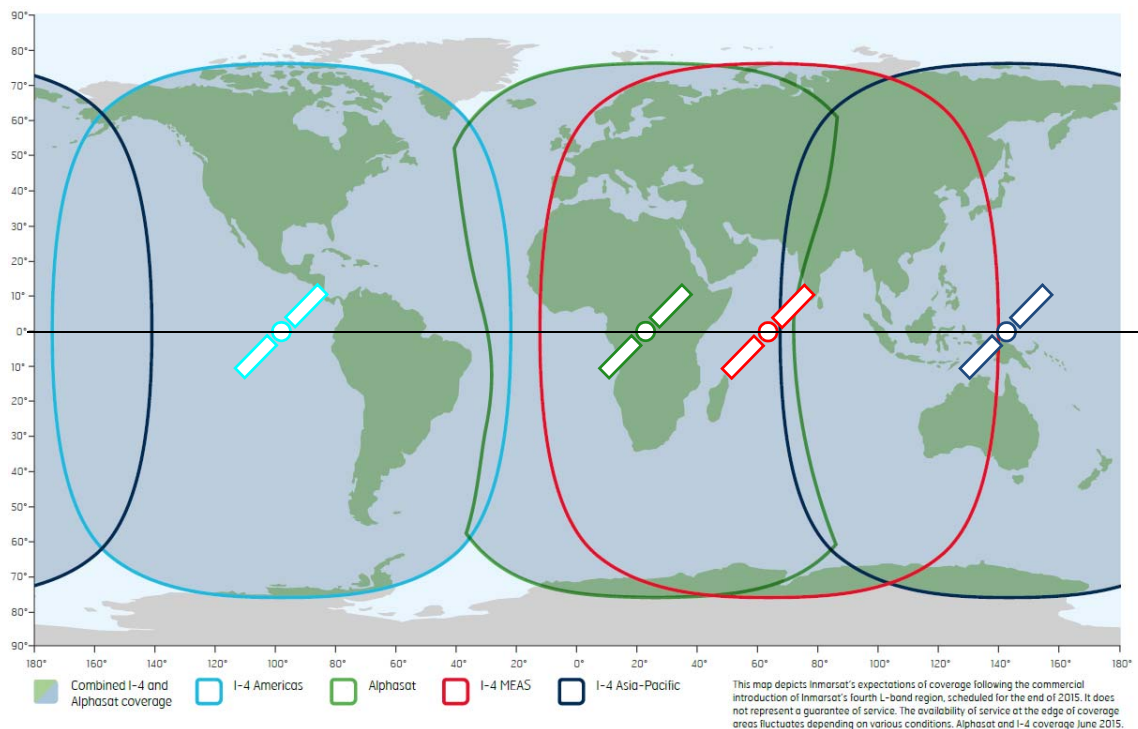 90°
80°
70°
60°
50°
40°
30°
20°
10°
0°
10°
20°
30°
40°
50°
60°
70°
80°
90°
180° 160° 140° 120° 100° 80° 60° 40° 20° 0° 20° 40° 60° 80° 100° 120° 140° 160° 180°
Combined I-4 and
Alphasat coverage
I-4 Americas
Alphasat
I-4 MEAS
I-4 Asia-Pacific
This map depicts Inmarsat's expectations of coverage following the commercial
introduction of Inmarsat's fourth L-band region, scheduled for the end of 2015. It does
not represent a guarantee of service. The availability of service at the edge of coverage
areas fluctuates depending on various conditions. Alphasat and I-4 coverage June 2015.